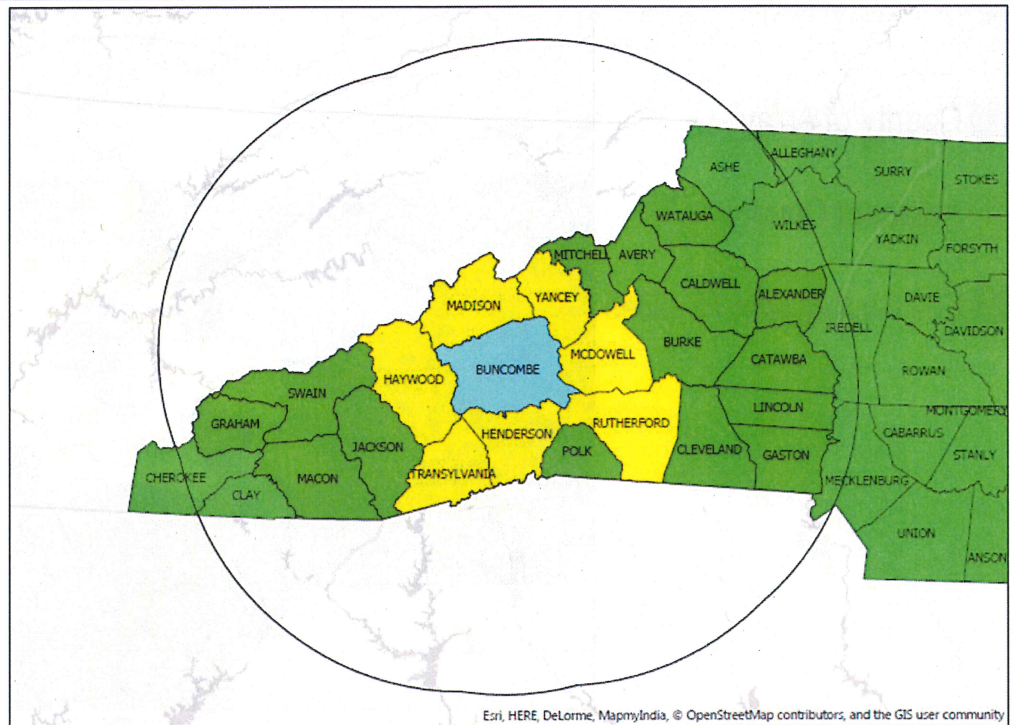 ALLEGHANY
ASHE
SURRY
STOKES
WATAUGA
WILKES
YADKIN
FORSYTH
MITCHELL
AVERY
CALDWELL
ALEXANDER
DAVIE
MADISON
YANCEY
IREDELL
DAVIDSON
BURKE
MCDOWELL
CATAWBA
BUNCOMBE
ROWAN
HAYWOOD
SWAIN
LINCOLN
MONTGOMERY
GRAHAM
RUTHERFORD
HENDERSON
CABARRUS
JACKSON
POLK
CLEVELAND
GASTON
STANLY
TRANSYLVANIA
CHEROKEE
MACON
MECKLENBURG
CLAY
UNION
ANSON
Esri, HERE, DeLorme, MapmyIndia, © OpenStreetMap contributors, and the GIS user community